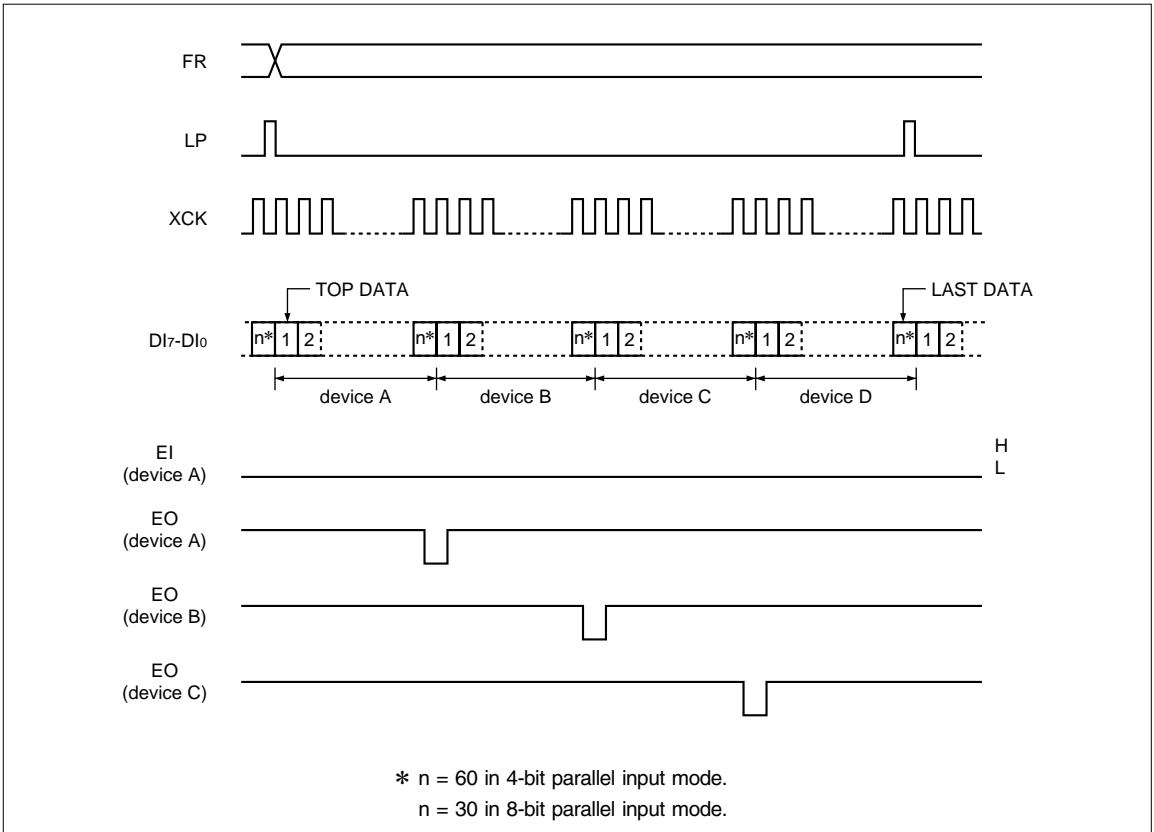 FR
LP
XCK
TOP DATA
LAST DATA
DI7-DI0
n* 1 2
n* 1 2
n* 1 2
n* 1 2
n* 1 2
device A
device B
device C
device D
EI
(device A)
H
L
EO
(device A)
EO
(device B)
EO
(device C)
* n = 60 in 4-bit parallel input mode.
n = 30 in 8-bit parallel input mode.